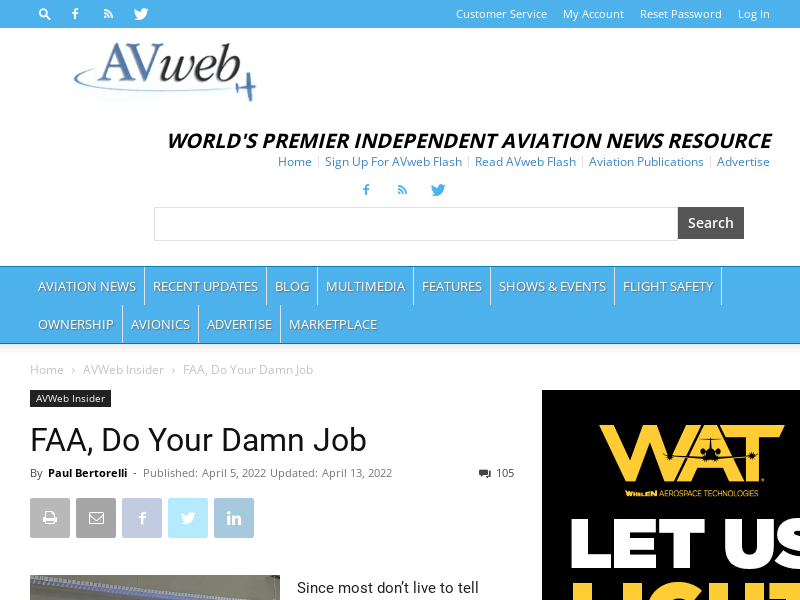 Customer Service My Account Reset Password Log In
AVweb
WORLD'S PREMIER INDEPENDENT AVIATION NEWS RESOURCE
Home Sign Up For AVweb Flash Read AVweb Flash Aviation Publications Advertise
Search
AVIATION NEWS RECENT UPDATES BLOG MULTIMEDIA FEATURES SHOWS & EVENTS FLIGHT SAFETY
OWNERSHIP AVIONICS ADVERTISE MARKETPLACE
Home › AVWeb Insider › FAA, Do Your Damn Job
AVWeb Insider
FAA, Do Your Damn Job
By Paul Bertorelli - Published: April 5, 2022 Updated: April 13, 2022 105
Since most don’t live to tell
WAT
WHELEN AEROSPACE TECHNOLOGIES
LET US
LIGHT